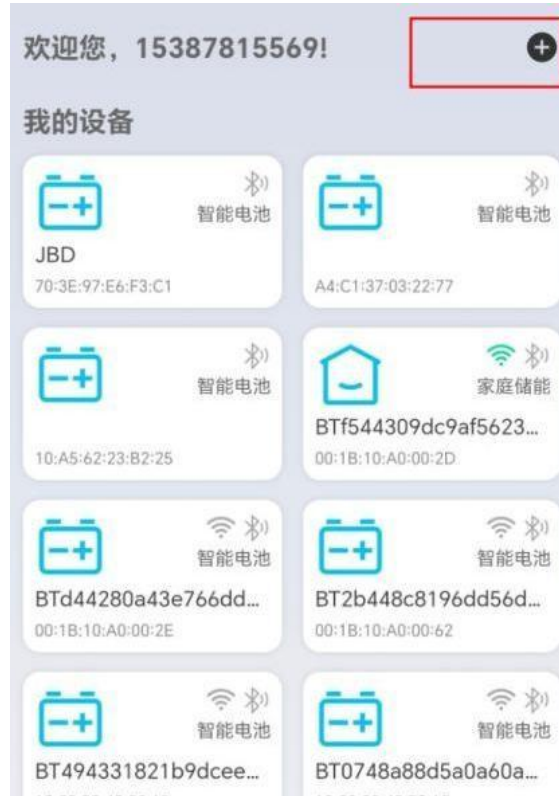 欢迎您，15387815569!
我的设备
智能电池
JBD
70:3E:97:E6:F3:C1
智能电池
A4:C1:37:03:22:77
智能电池
10:A5:62:23:B2:25
家庭储能
BTf544309dc9af5623...
00:1B:10:A0:00:2D
智能电池
BTd44280a43e766dd...
00:1B:10:A0:00:2E
智能电池
BT2b448c8196dd56d...
00:1B:10:A0:00:62
智能电池
BT494331821b9dcee...
智能电池
BT0748a88d5a0a60a...